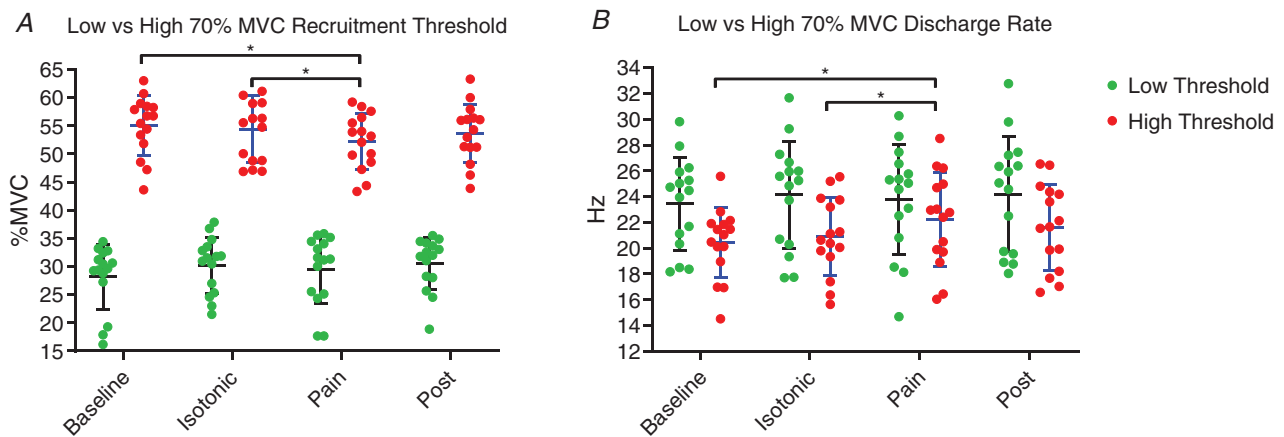 A
Low vs High 70% MVC Recruitment Threshold
*
*
65
60
55
50
45
40
35
30
25
20
15
%MVC
Baseline
Isotonic
Pain
Post
B
Low vs High 70% MVC Discharge Rate
*
*
34
32
30
28
26
24
22
20
18
16
14
12
Hz
Baseline
Isotonic
Pain
Post
Low Threshold
High Threshold